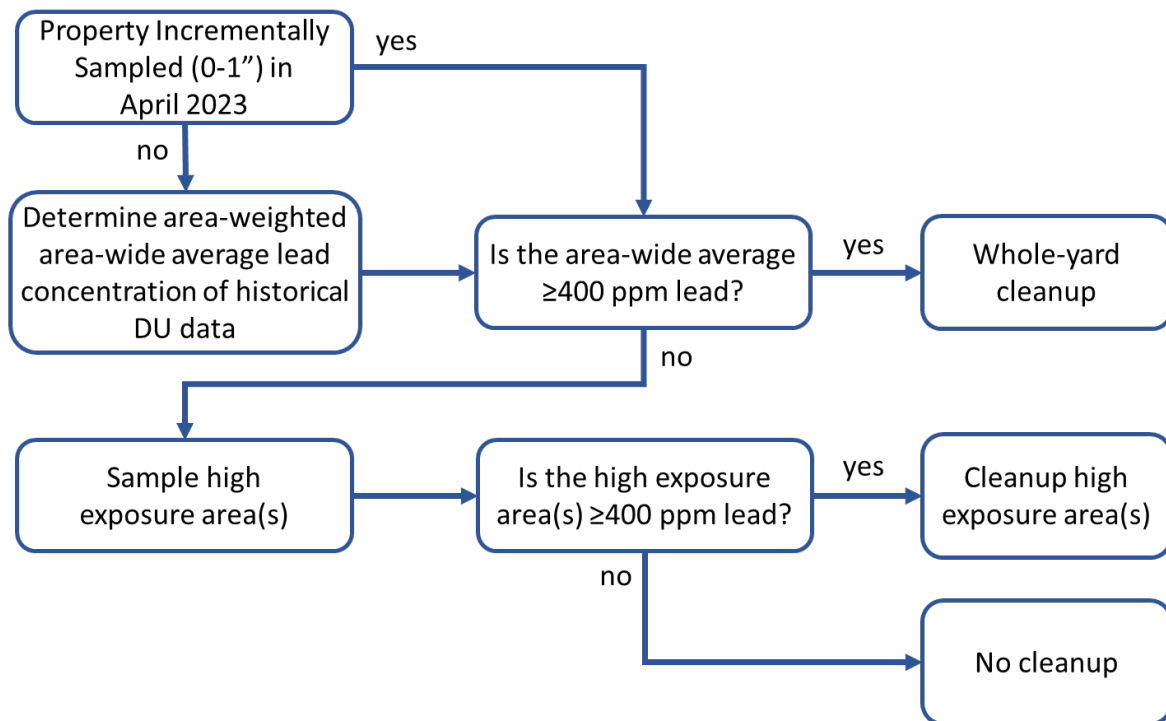 Property Incrementally
Sampled (0-1”) in
April 2023
yes
no
Determine area-weighted
area-wide average lead
concentration of historical
DU data
Is the area-wide average
≥400 ppm lead?
yes
Whole-yard
cleanup
no
Sample high
exposure area(s)
Is the high exposure
area(s) ≥400 ppm lead?
yes
Cleanup high
exposure area(s)
no
No cleanup